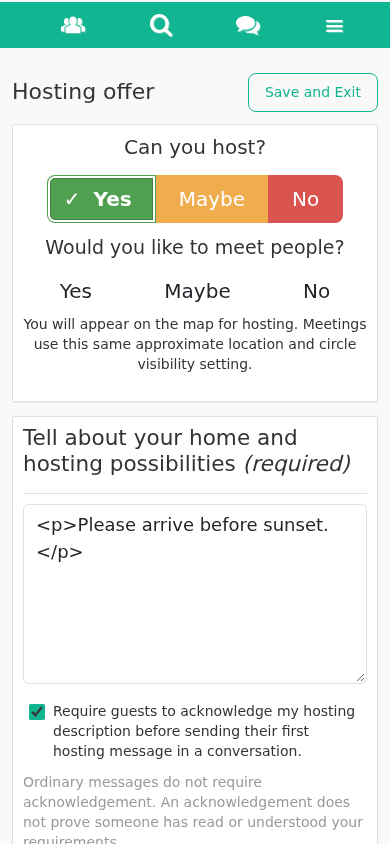 Hosting offer
Save and Exit
Can you host?
✓ Yes
Maybe
No
Would you like to meet people?
Yes
Maybe
No
You will appear on the map for hosting. Meetings
use this same approximate location and circle
visibility setting.
Tell about your home and
hosting possibilities (required)
<p>Please arrive before sunset.
</p>
Require guests to acknowledge my hosting
description before sending their first
hosting message in a conversation.
Ordinary messages do not require
acknowledgement. An acknowledgement does
not prove someone has read or understood your
requirements.